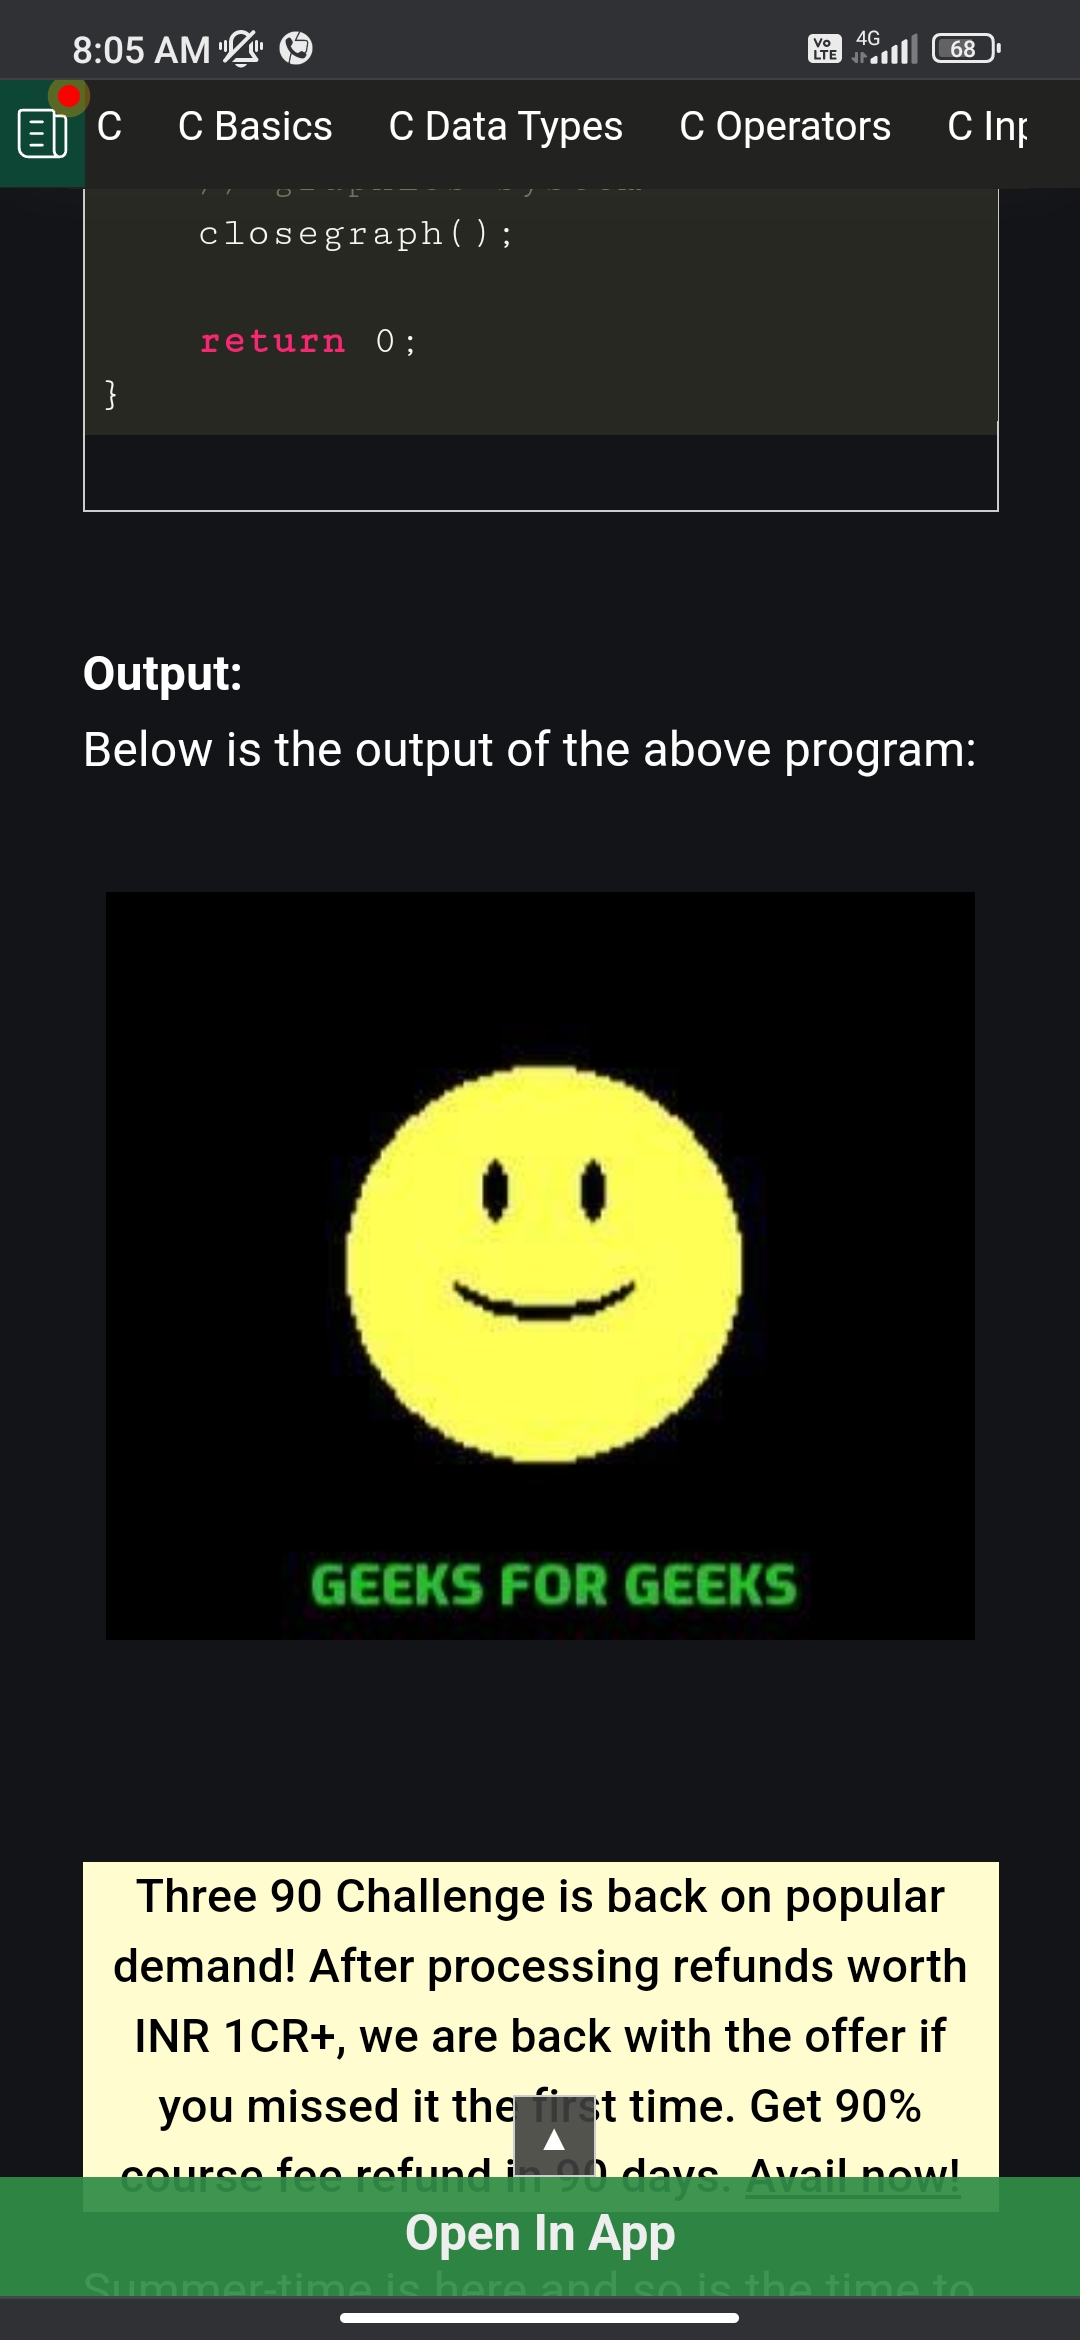 8:05 AM
Vo
LTE
4G
68
C C Basics C Data Types C Operators C Inp
closegraph();
return 0;
}
Output:
Below is the output of the above program:
GEEKS FOR GEEKS
Three 90 Challenge is back on popular
demand! After processing refunds worth
INR 1CR+, we are back with the offer if
you missed it the first time. Get 90%
course fee refund in 90 days. Avail now!
Open In App
Summer-time is here and so is the time to